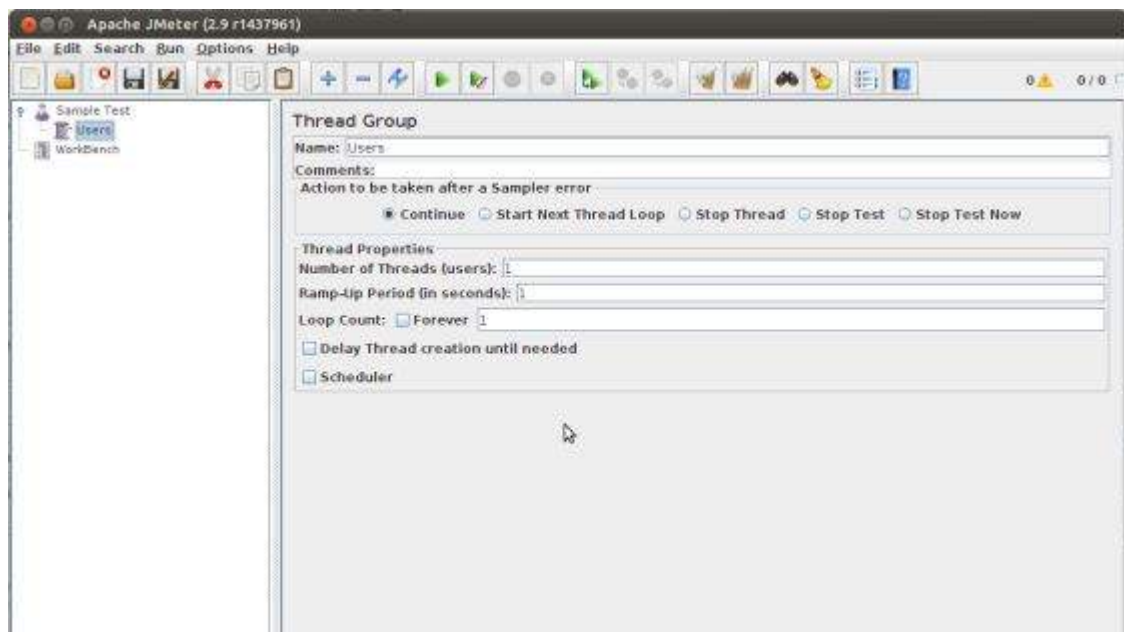 Apache JMeter (2.9 r1437961)
File Edit Search Run Options Help
0 0 / 0
Sample Test
Users
WorkBench
Thread Group
Name: Users
Comments:
Action to be taken after a Sampler error
Continue Start Next Thread Loop Stop Thread Stop Test Stop Test Now
Thread Properties
Number of Threads (users): 1
Ramp-Up Period (in seconds): 1
Loop Count: Forever 1
Delay Thread creation until needed
Scheduler